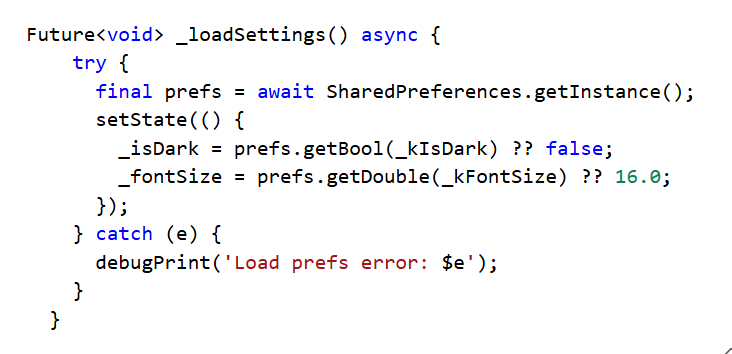 Future<void> _loadSettings() async {
    try {
      final prefs = await SharedPreferences.getInstance();
      setState(() {
        _isDark = prefs.getBool(_kIsDark) ?? false;
        _fontSize = prefs.getDouble(_kFontSize) ?? 16.0;
      });
    } catch (e) {
      debugPrint('Load prefs error: $e');
    }
  }